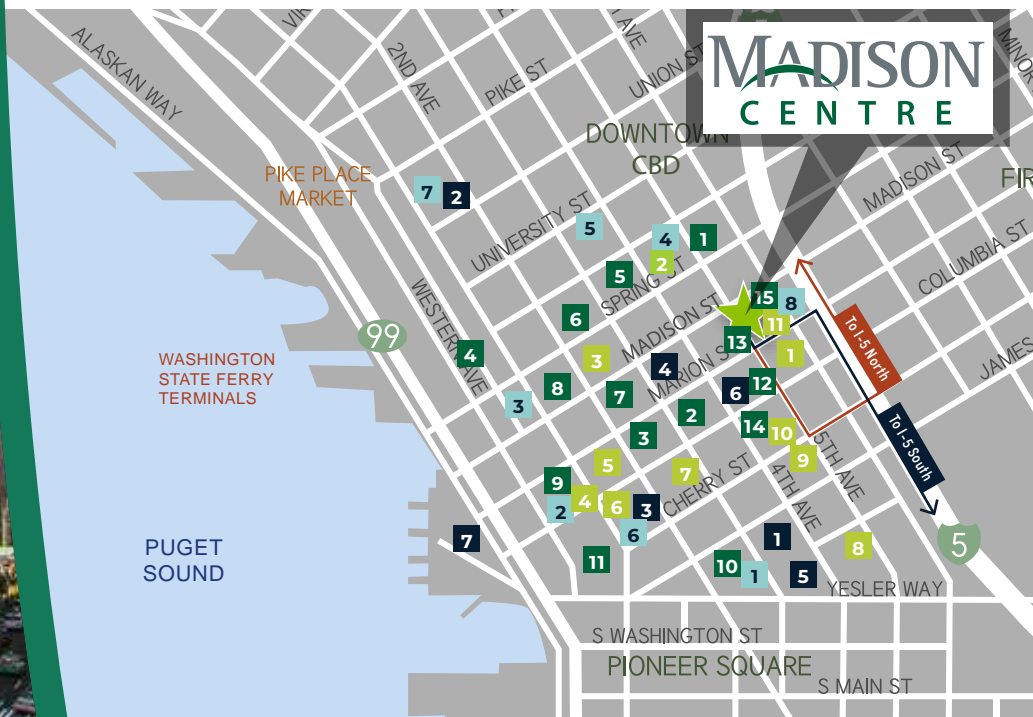 MADISON
CENTRE
ALASKAN WAY
2ND AVE
PIKE ST
UNION ST
DOWNTOWN
CBD
MADISON ST
PIKE PLACE
MARKET
7
2
UNIVERSITY ST
5
4
1
2
COLUMBIA ST
5
SPRING ST
15
8
6
MADISON ST
11
WESTERN AVE
99
13
To I-5 North
4
3
4
MARION ST
1
WASHINGTON
STATE FERRY
TERMINALS
8
7
6
12
3
2
14
10
To I-5 South
3
5TH AVE
5
7
9
9
CHERRY ST
4TH AVE
4
6
3
2
6
7
1
8
5
PUGET
SOUND
11
10
1
5
YESLER WAY
S WASHINGTON ST
PIONEER SQUARE
S MAIN ST